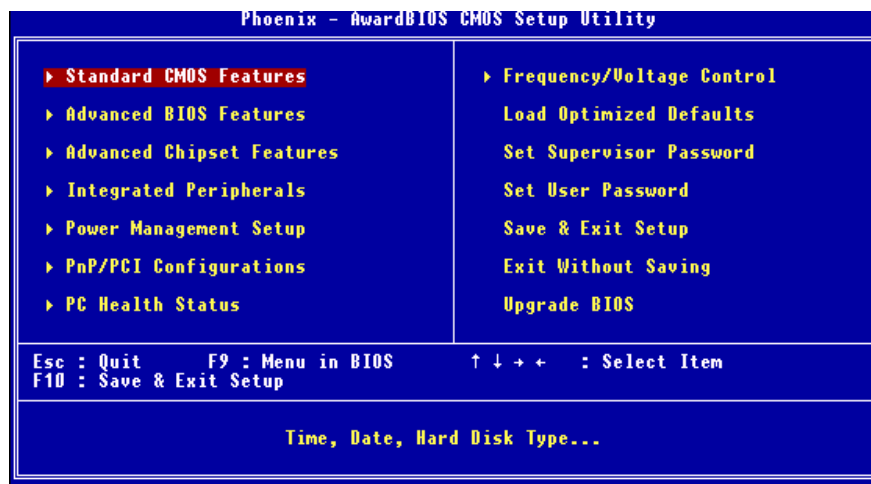 Phoenix - AwardBIOS CMOS Setup Utility
▸ Standard CMOS Features
▸ Advanced BIOS Features
▸ Advanced Chipset Features
▸ Integrated Peripherals
▸ Power Management Setup
▸ PnP/PCI Configurations
▸ PC Health Status
▸ Frequency/Voltage Control
Load Optimized Defaults
Set Supervisor Password
Set User Password
Save & Exit Setup
Exit Without Saving
Upgrade BIOS
Esc : Quit F9 : Menu in BIOS ↑ ↓ → ← : Select Item
F10 : Save & Exit Setup
Time, Date, Hard Disk Type...